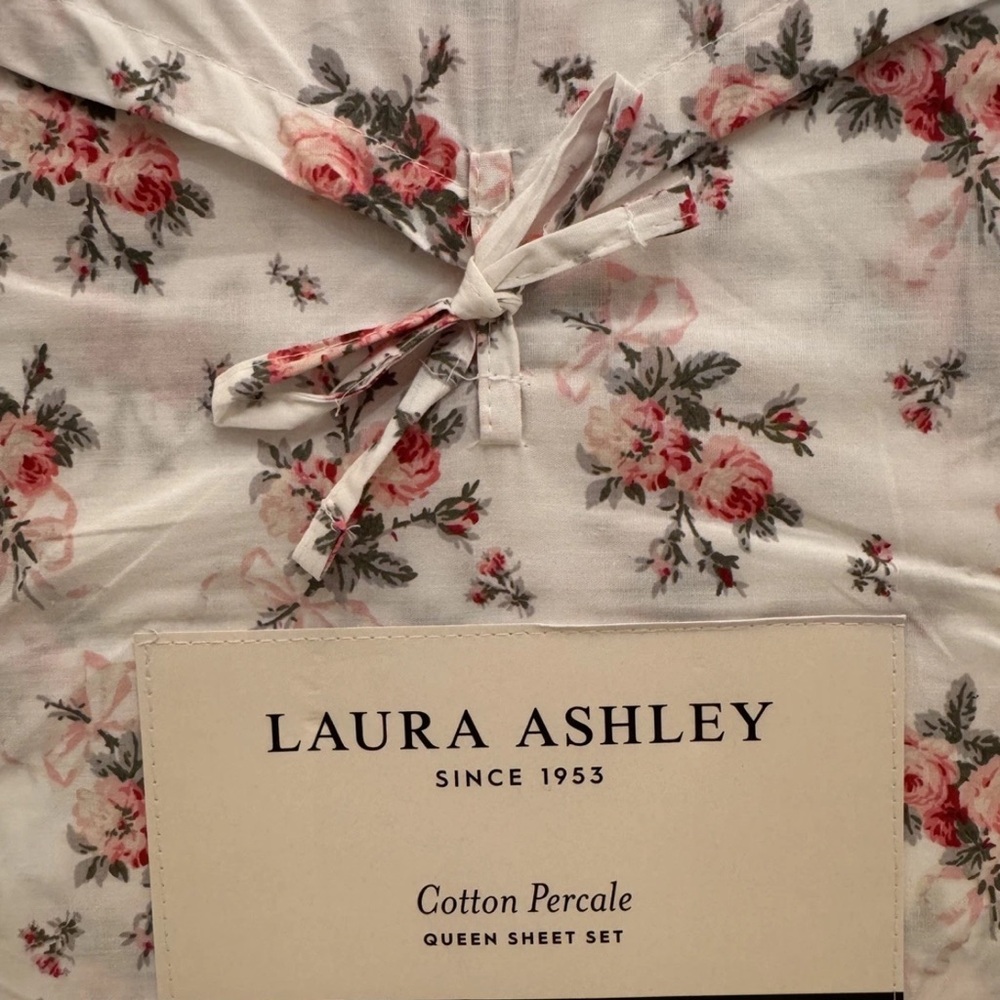 LAURA ASHLEY
SINCE 1953
Cotton Percale
QUEEN SHEET SET